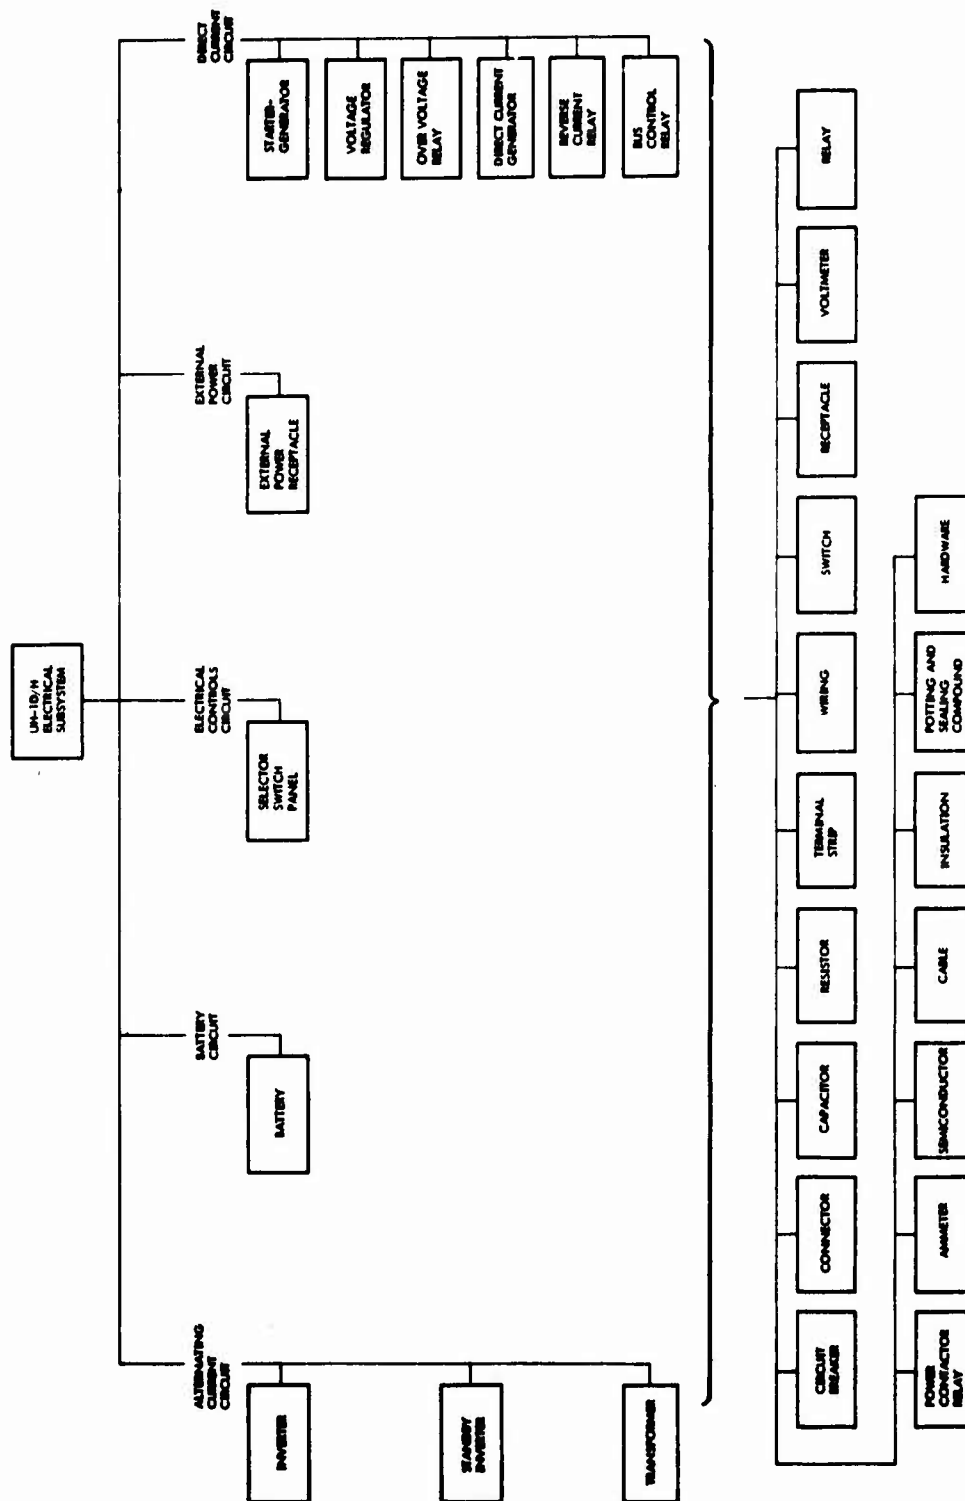 UH-1D/H
ELECTRICAL
SUBSYSTEM
ALTERNATING
CURRENT
CIRCUIT
INVERTER
STANDBY
INVERTER
TRANSFORMER
BATTERY
CIRCUIT
BATTERY
ELECTRICAL
CONTROLS
CIRCUIT
SELECTOR
SWITCH
PANEL
EXTERNAL
POWER
CIRCUIT
EXTERNAL
POWER
RECEPTACLE
DIRECT
CURRENT
CIRCUIT
STARTER-
GENERATOR
VOLTAGE
REGULATOR
OVER VOLTAGE
RELAY
DIRECT CURRENT
GENERATOR
REVERSE
CURRENT
RELAY
BUS
CONTROL
RELAY
CIRCUIT
BREAKER
CONNECTOR
CAPACITOR
RESISTOR
TERMINAL
STRIP
WIRING
SWITCH
RECEPTACLE
VOLTMETER
RELAY
POWER
CONTACTOR
RELAY
AMMETER
SEMICONDUCTOR
CABLE
INSULATION
POTTING AND
SEALING
COMPOUND
HARDWARE